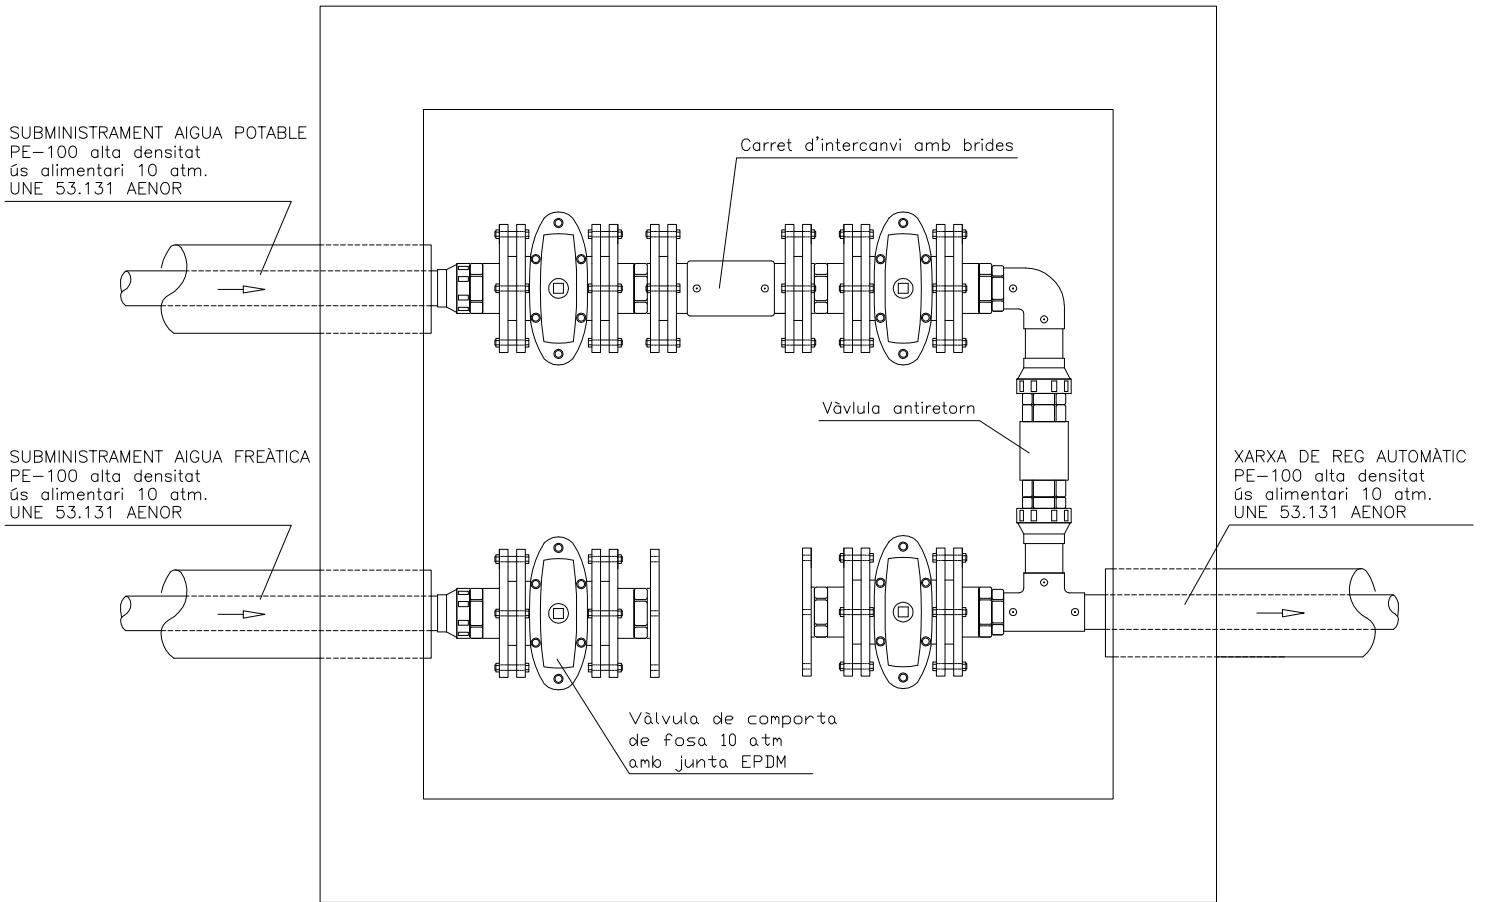 SUBMINISTRAMENT AIGUA POTABLE
PE-100 alta densitat
ús alimentari 10 atm.
UNE 53.131 AENOR
Carret d'intercanvi amb brides
Vàvlula antiretorn
SUBMINISTRAMENT AIGUA FREÀTICA
PE-100 alta densitat
ús alimentari 10 atm.
UNE 53.131 AENOR
XARXA DE REG AUTOMÀTIC
PE-100 alta densitat
ús alimentari 10 atm.
UNE 53.131 AENOR
Vàlvula de comporta
de fosa 10 atm
amb junta EPDM